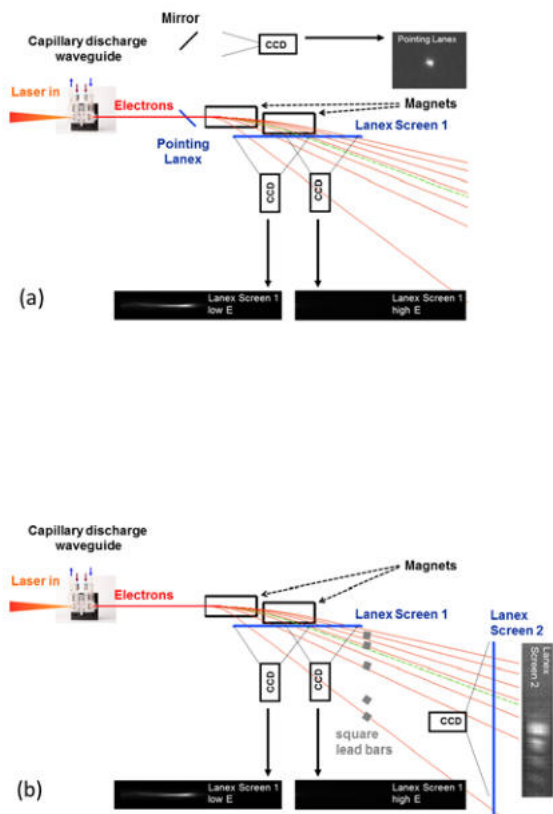 Mirror
Capillary discharge
waveguide
CCD
Pointing Lanex
Laser in
Electrons
Magnets
Pointing
Lanex
Lanex Screen 1
CCD
CCD
(a)
Lanex Screen 1
low E
Lanex Screen 1
high E
Capillary discharge
waveguide
Laser in
Electrons
Magnets
Lanex Screen 1
Lanex
Screen 2
Lanex
Screen 2
CCD
CCD
CCD
square
lead bars
(b)
Lanex Screen 1
low E
Lanex Screen 1
high E